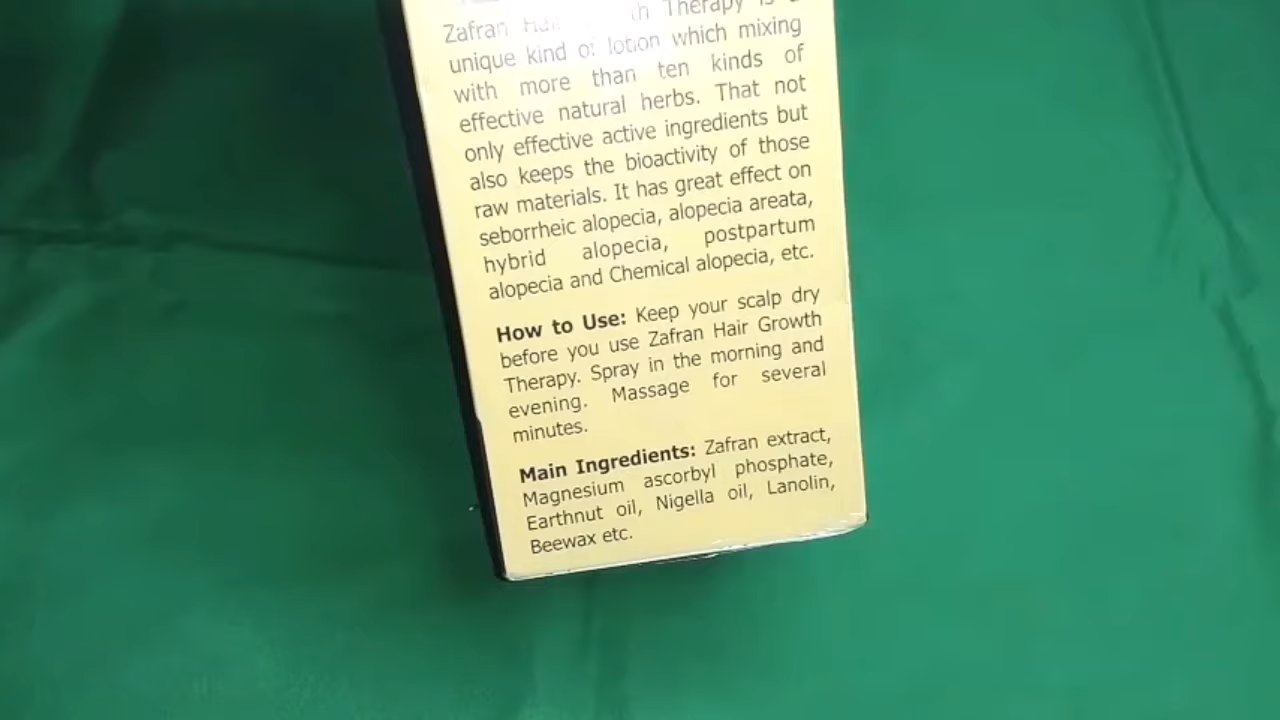 Zafran Therapy is a
unique kind of lotion which mixing
with more than ten kinds of
effective natural herbs. That not
only effective active ingredients but
also keeps the bioactivity of those
raw materials. It has great effect on
seborrheic alopecia, alopecia areata,
hybrid alopecia, postpartum
alopecia and Chemical alopecia, etc.
How to Use: Keep your scalp dry
before you use Zafran Hair Growth
Therapy. Spray in the morning and
evening. Massage for several
minutes.
Main Ingredients: Zafran extract,
Magnesium ascorbyl phosphate,
Earthnut oil, Nigella oil, Lanolin,
Beewax etc.